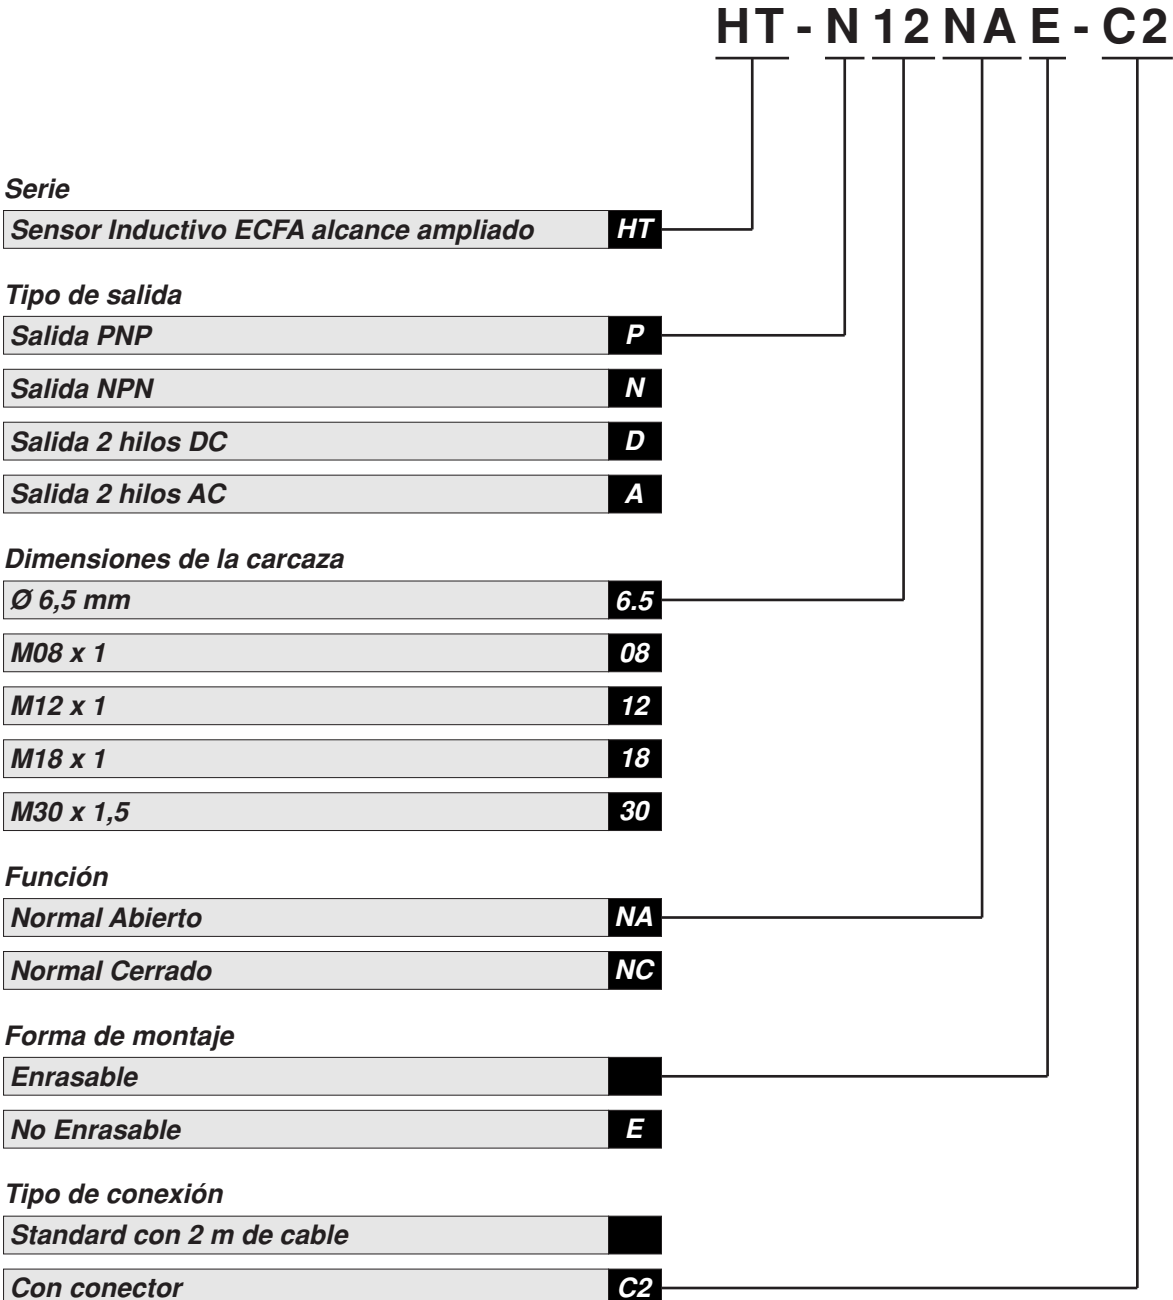 HT-N12NAE-C2
Serie
Sensor Inductivo ECFA alcance ampliado HT
Tipo de salida
Salida PNP P
Salida NPN N
Salida 2 hilos DC D
Salida 2 hilos AC A
Dimensiones de la carcaza
Ø 6,5 mm 6.5
M08 x 1 08
M12 x 1 12
M18 x 1 18
M30 x 1,5 30
Función
Normal Abierto NA
Normal Cerrado NC
Forma de montaje
Enrasable
No Enrasable E
Tipo de conexión
Standard con 2 m de cable
Con conector C2